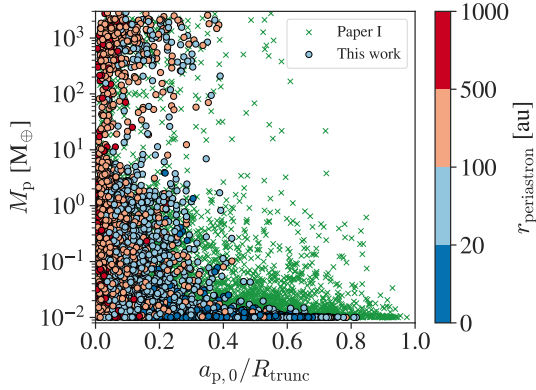 10³
10²
10¹
10⁰
10⁻¹
10⁻²
M_p [M_⊕]
Paper I
This work
0.0 0.2 0.4 0.6 0.8 1.0
a_{p,0}/R_trunc
1000
500
100
20
0
r_periastron [au]